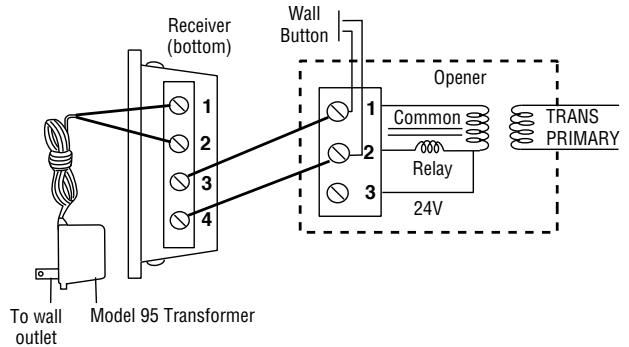 Receiver
(bottom)
Wall
Button
Opener
1
2
3
4
1
2
3
Common
Relay
24V
TRANS
PRIMARY
To wall
outlet
Model 95 Transformer